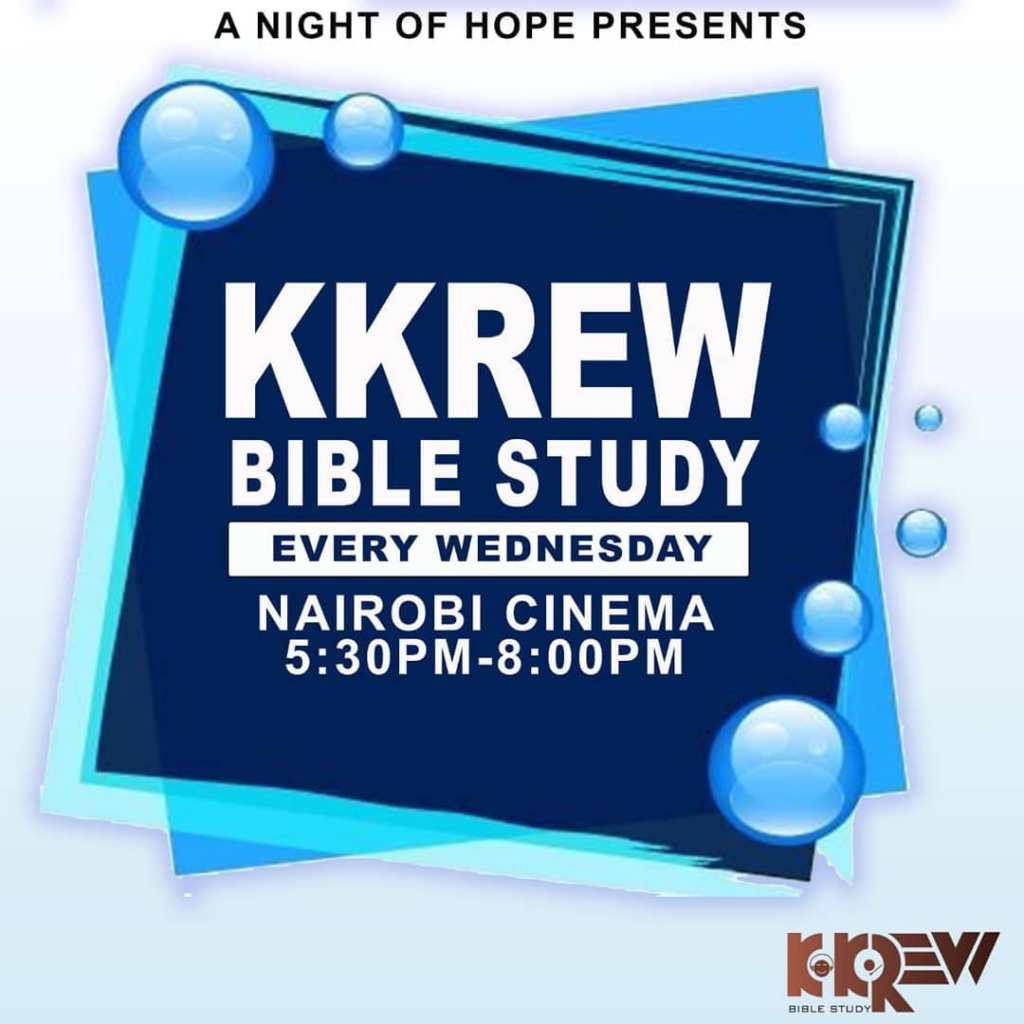 A NIGHT OF HOPE PRESENTS
KKREW
BIBLE STUDY
EVERY WEDNESDAY
NAIROBI CINEMA
5:30PM-8:00PM
KKREW
BIBLE STUDY